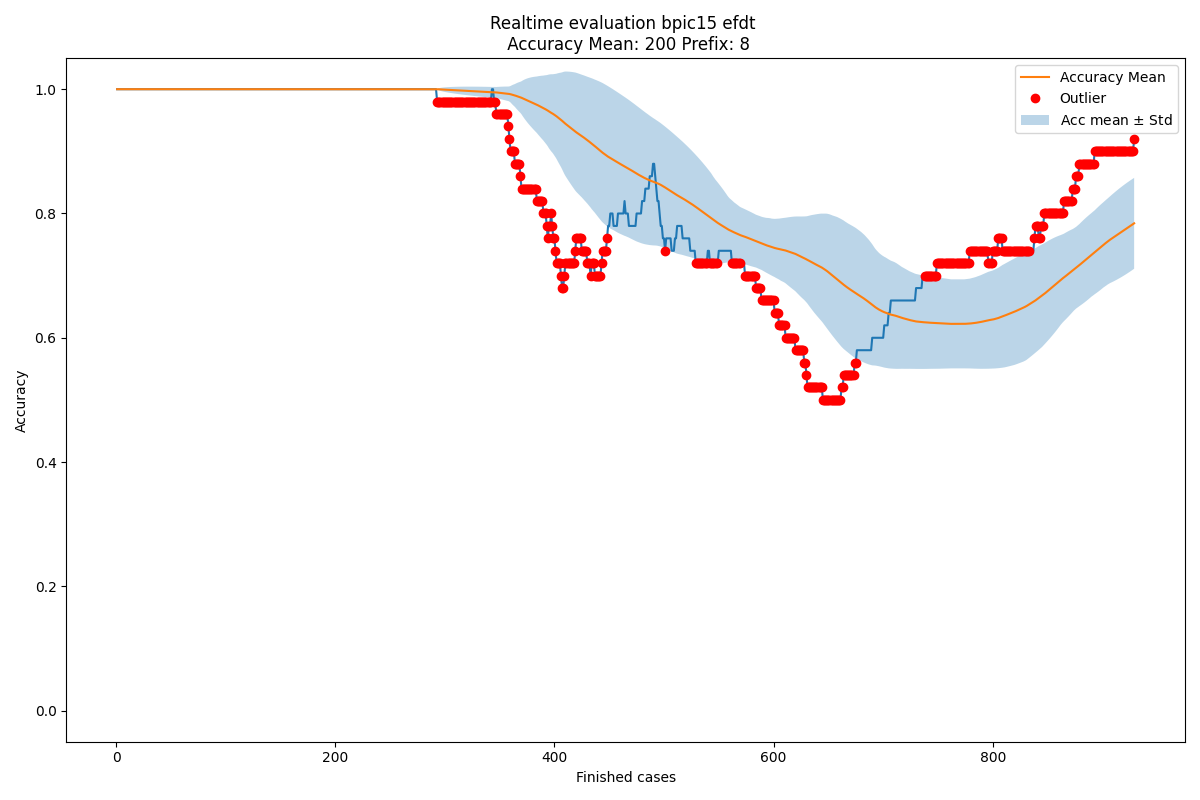 Realtime evaluation bpic15 efdt
Accuracy Mean: 200 Prefix: 8
Accuracy Mean
Outlier
Acc mean ± Std
1.0
0.8
0.6
0.4
0.2
0.0
Accuracy
0
200
400
600
800
Finished cases